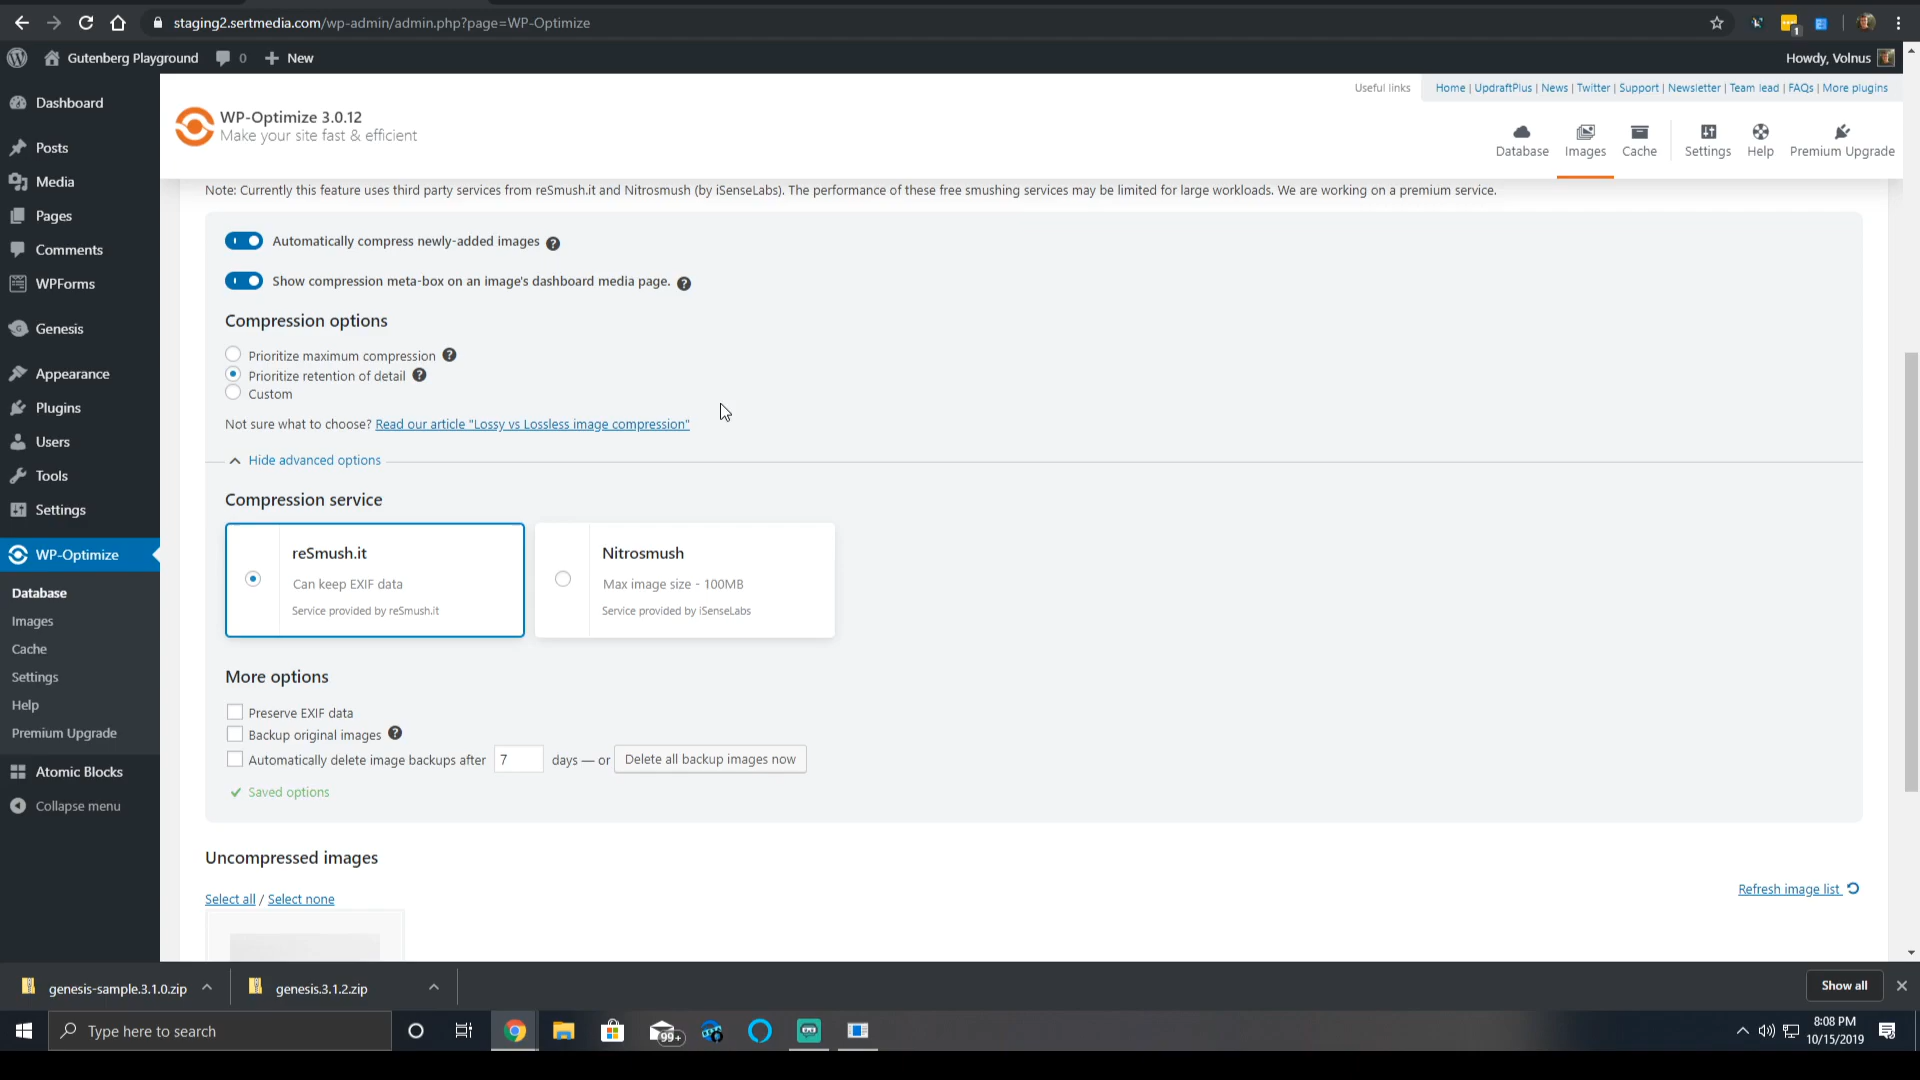 staging2.sertmedia.com/wp-admin/admin.php?page=WP-Optimize
1
Gutenberg Playground 0 New
Howdy, Volnus
Dashboard
Posts
Media
Pages
Comments
WPForms
Genesis
Appearance
Plugins
Users
Tools
Settings
WP-Optimize
Database
Images
Cache
Settings
Help
Premium Upgrade
Atomic Blocks
Collapse menu
Useful links Home | UpdraftPlus | News | Twitter | Support | Newsletter | Team lead | FAQs | More plugins
WP-Optimize 3.0.12
Make your site fast & efficient
Database Images Cache Settings Help Premium Upgrade
Note: Currently this feature uses third party services from reSmush.it and Nitrosmush (by iSenseLabs). The performance of these free smushing services may be limited for large workloads. We are working on a premium service.
Automatically compress newly-added images ?
Show compression meta-box on an image's dashboard media page. ?
Compression options
Prioritize maximum compression ?
Prioritize retention of detail ?
Custom
Not sure what to choose? Read our article "Lossy vs Lossless image compression"
Hide advanced options
Compression service
reSmush.it
Can keep EXIF data
Service provided by reSmush.it
Nitrosmush
Max image size - 100MB
Service provided by iSenseLabs
More options
Preserve EXIF data
Backup original images ?
Automatically delete image backups after 7 days — or Delete all backup images now
Saved options
Uncompressed images
Select all / Select none
Refresh image list
genesis-sample.3.1.0.zip
genesis.3.1.2.zip
Show all
Type here to search
99+
8:08 PM
10/15/2019